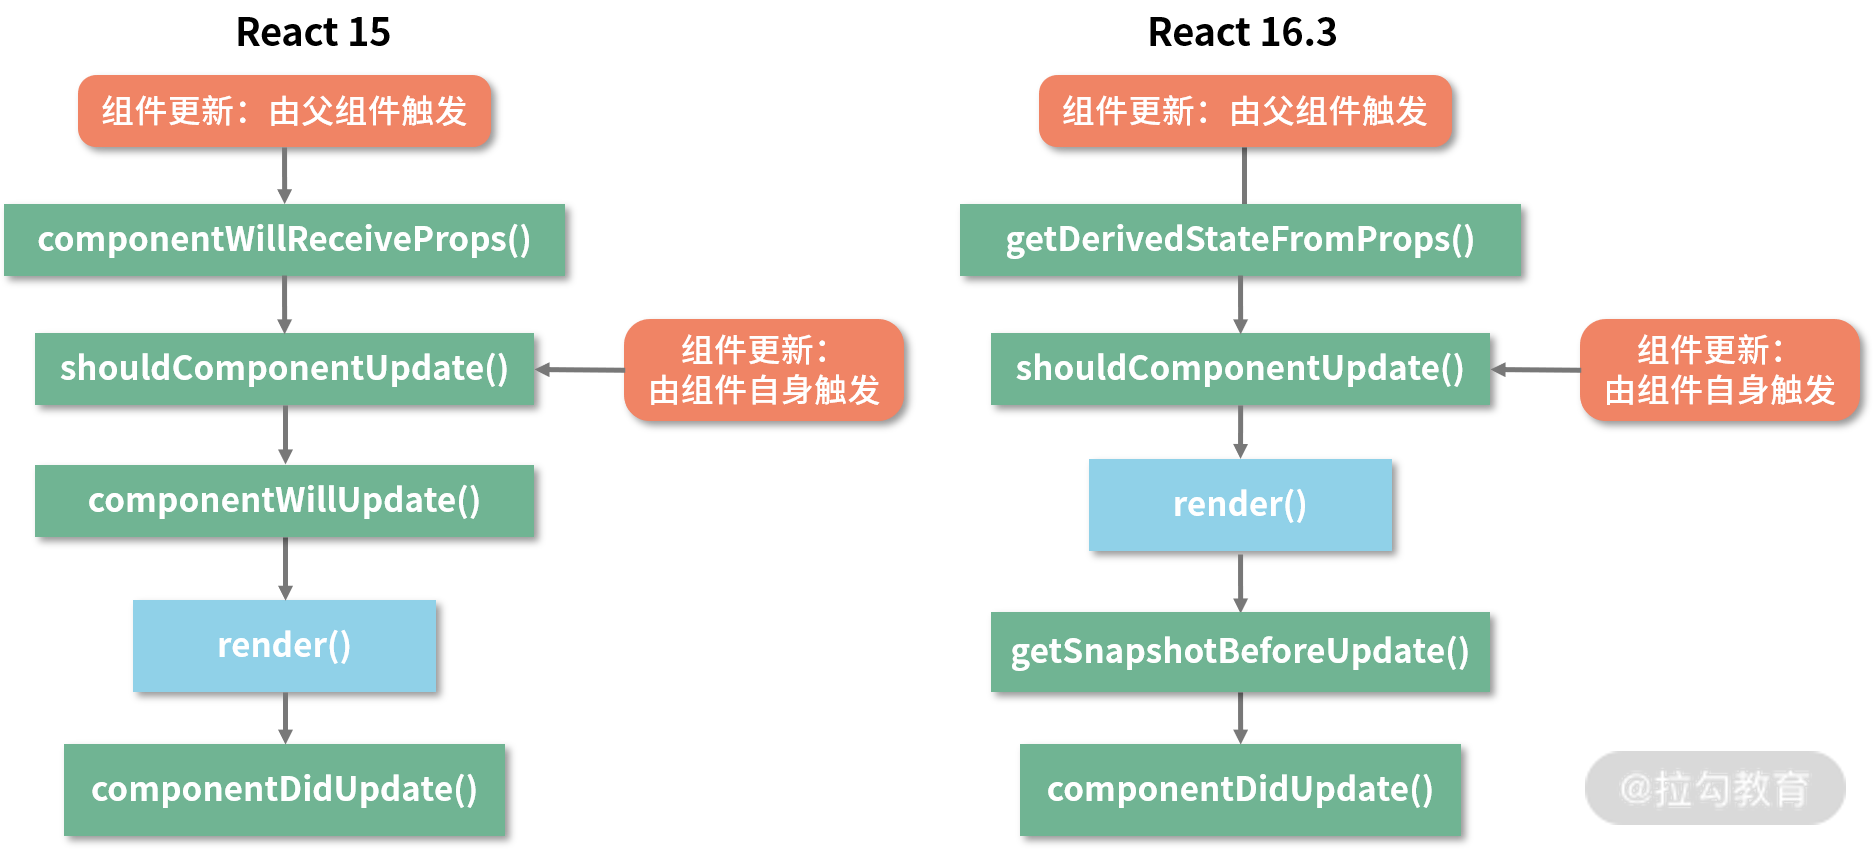 React 15
组件更新：由父组件触发
componentWillReceiveProps()
shouldComponentUpdate()
组件更新：
由组件自身触发
componentWillUpdate()
render()
componentDidUpdate()
React 16.3
组件更新：由父组件触发
getDerivedStateFromProps()
shouldComponentUpdate()
组件更新：
由组件自身触发
render()
getSnapshotBeforeUpdate()
componentDidUpdate()
@拉勾教育